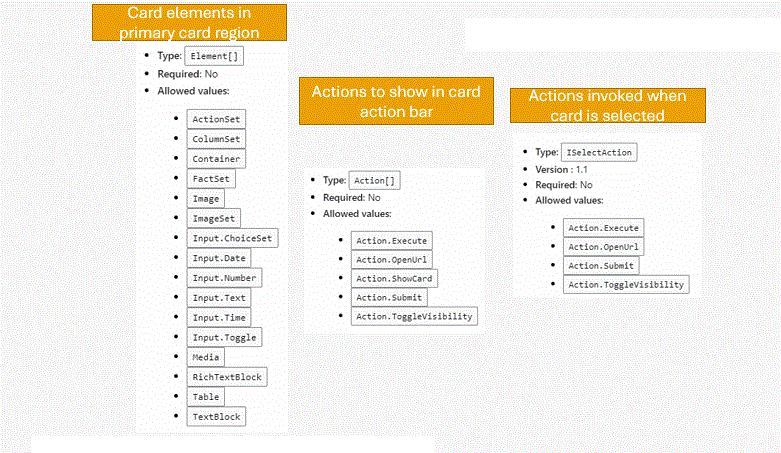 Card elements in
primary card region
Type: Element[]
Required: No
Allowed values:
ActionSet
ColumnSet
Container
FactSet
Image
ImageSet
Input.ChoiceSet
Input.Date
Input.Number
Input.Text
Input.Time
Input.Toggle
Media
RichTextBlock
Table
TextBlock
Actions to show in card
action bar
Type: Action[]
Required: No
Allowed values:
Action.Execute
Action.OpenUrl
Action.ShowCard
Action.Submit
Action.ToggleVisibility
Actions invoked when
card is selected
Type: ISelectAction
Version : 1.1
Required: No
Allowed values:
Action.Execute
Action.OpenUrl
Action.Submit
Action.ToggleVisibility